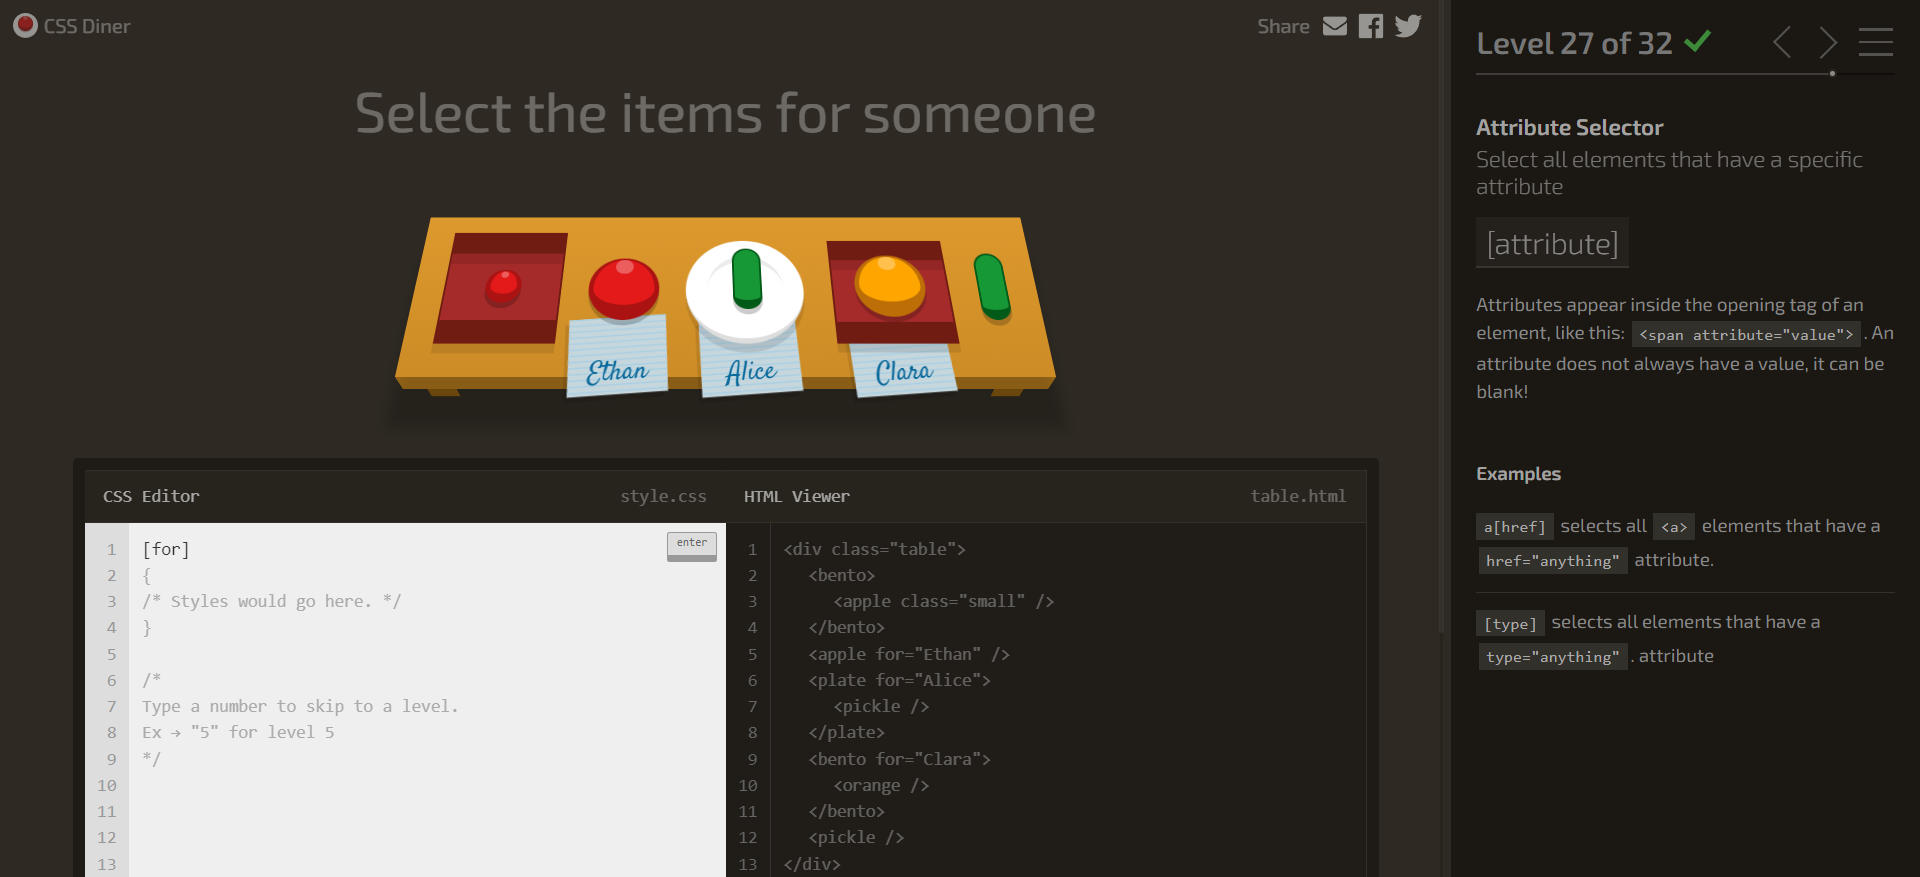 CSS Diner
Share
Select the items for someone
Ethan
Alice
Clara
CSS Editor
style.css
1 [for]
enter
2 {
3 /* Styles would go here. */
4 }
5
6 /*
7 Type a number to skip to a level.
8 Ex → "5" for level 5
9 */
10
11
12
13
HTML Viewer
table.html
1 <div class="table">
2 <bento>
3 <apple class="small" />
4 </bento>
5 <apple for="Ethan" />
6 <plate for="Alice">
7 <pickle />
8 </plate>
9 <bento for="Clara">
10 <orange />
11 </bento>
12 <pickle />
13 </div>
Level 27 of 32
Attribute Selector
Select all elements that have a specific
attribute
[attribute]
Attributes appear inside the opening tag of an
element, like this: <span attribute="value"> . An
attribute does not always have a value, it can be
blank!
Examples
a[href] selects all <a> elements that have a
href="anything" attribute.
[type] selects all elements that have a
type="anything" . attribute